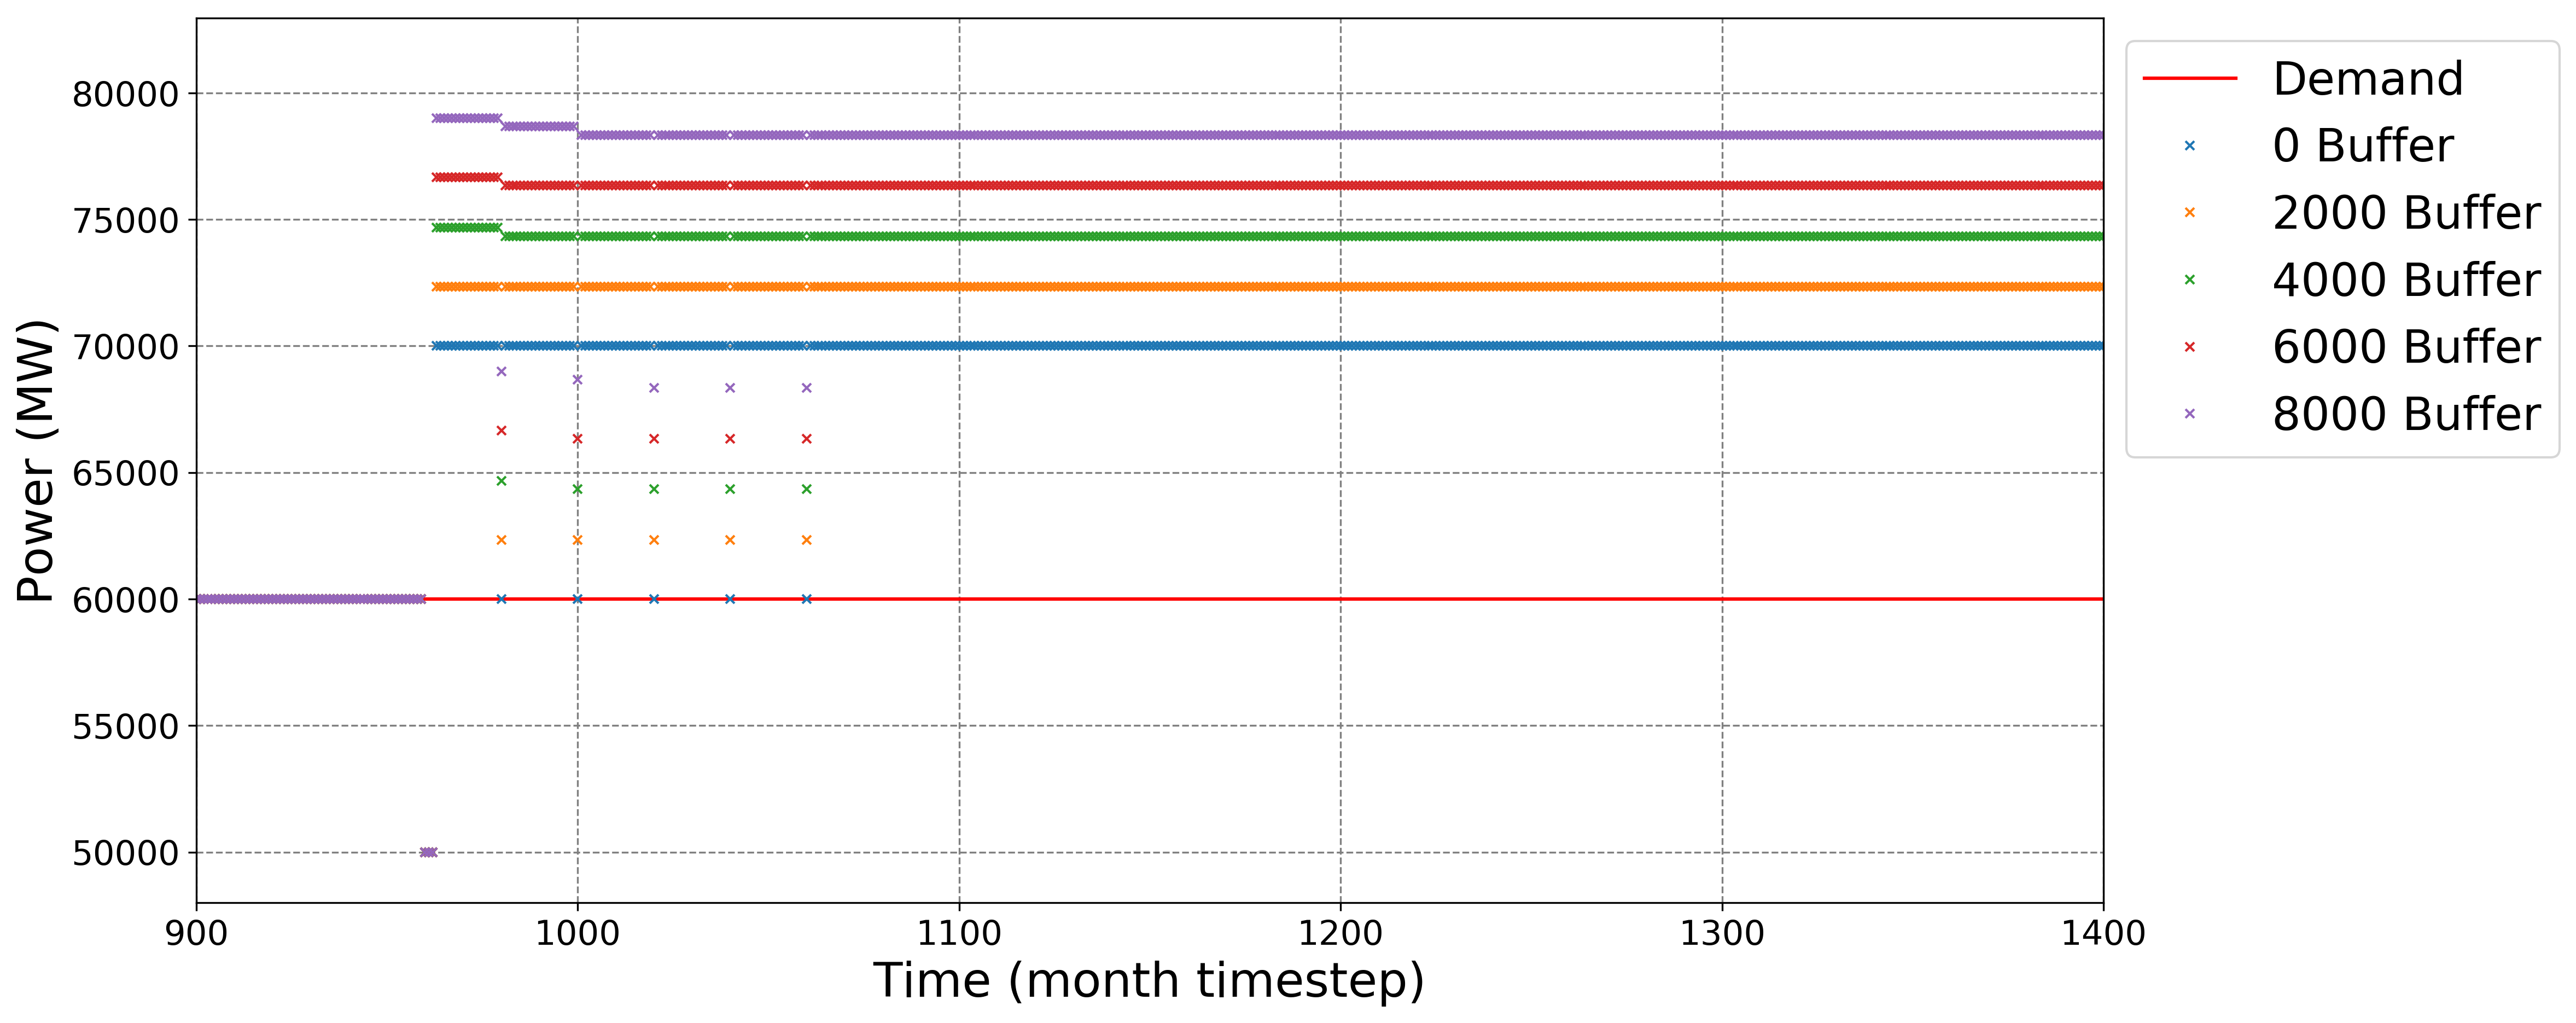 80000
75000
70000
65000
60000
55000
50000
Power (MW)
900
1000
1100
1200
1300
1400
Time (month timestep)
Demand
0 Buffer
2000 Buffer
4000 Buffer
6000 Buffer
8000 Buffer